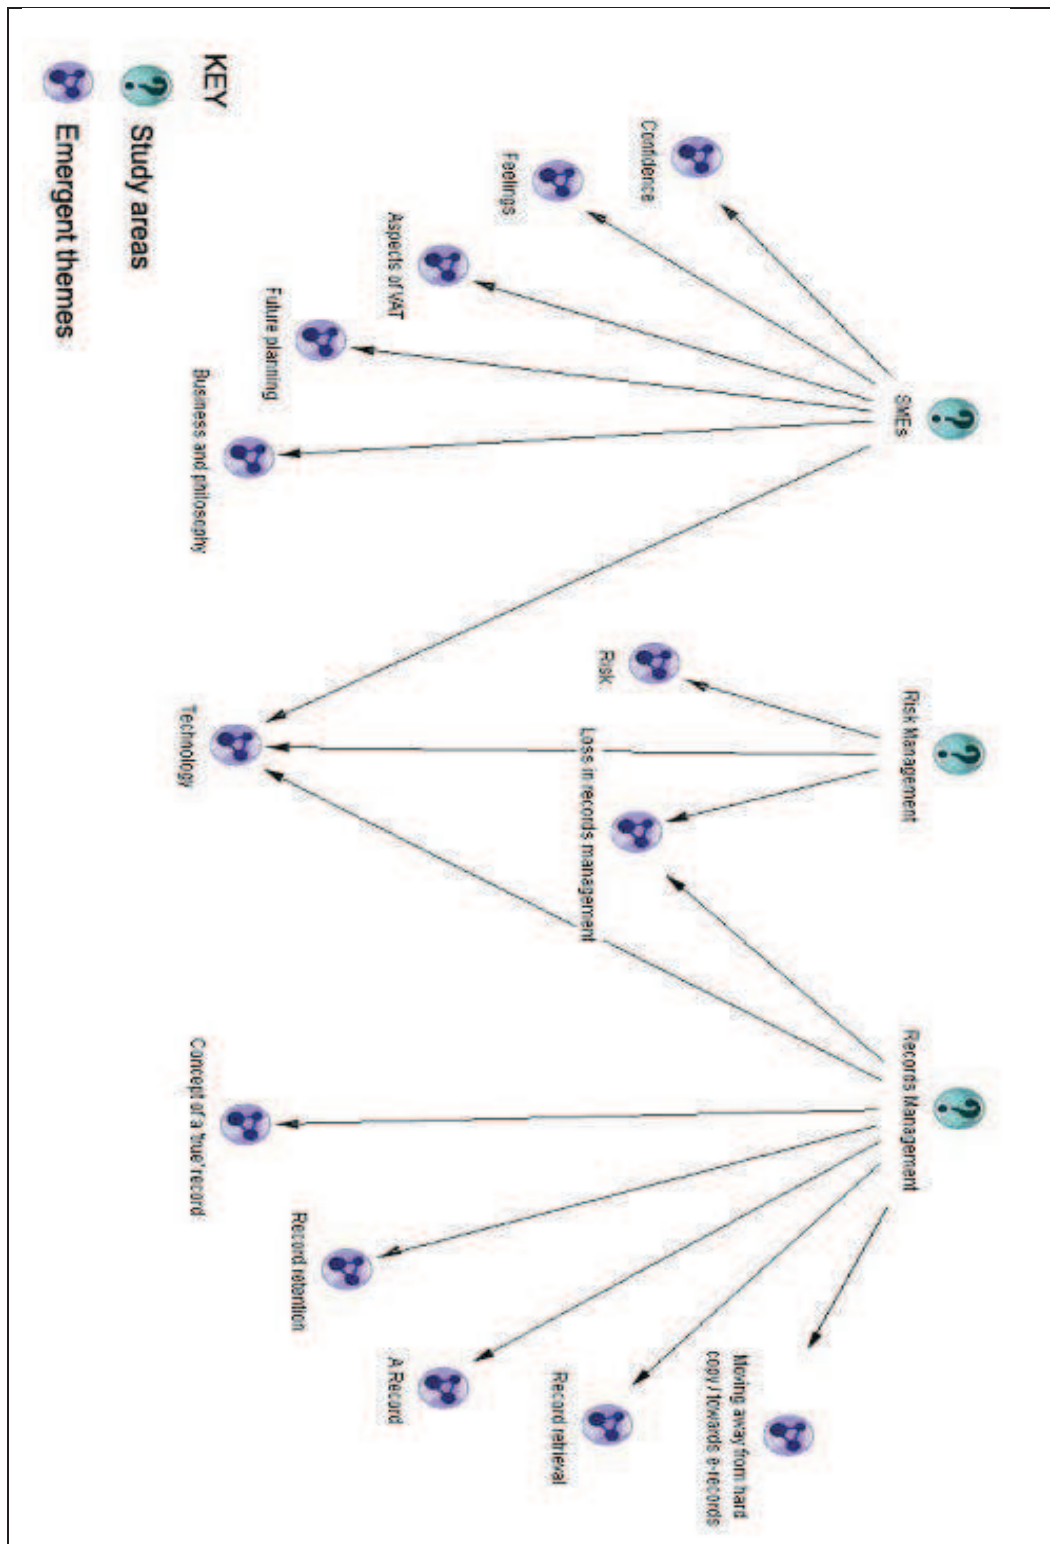 KEY
Study areas
Emergent themes
SMEs
Risk Management
Records Management
Confidence
Feelings
Aspects of VAT
Future planning
Business and philosophy
Risk
Loss in records management
Technology
Moving away from hard
copy / towards e-records
Record retrieval
A Record
Record retention
Concept of a 'true' record